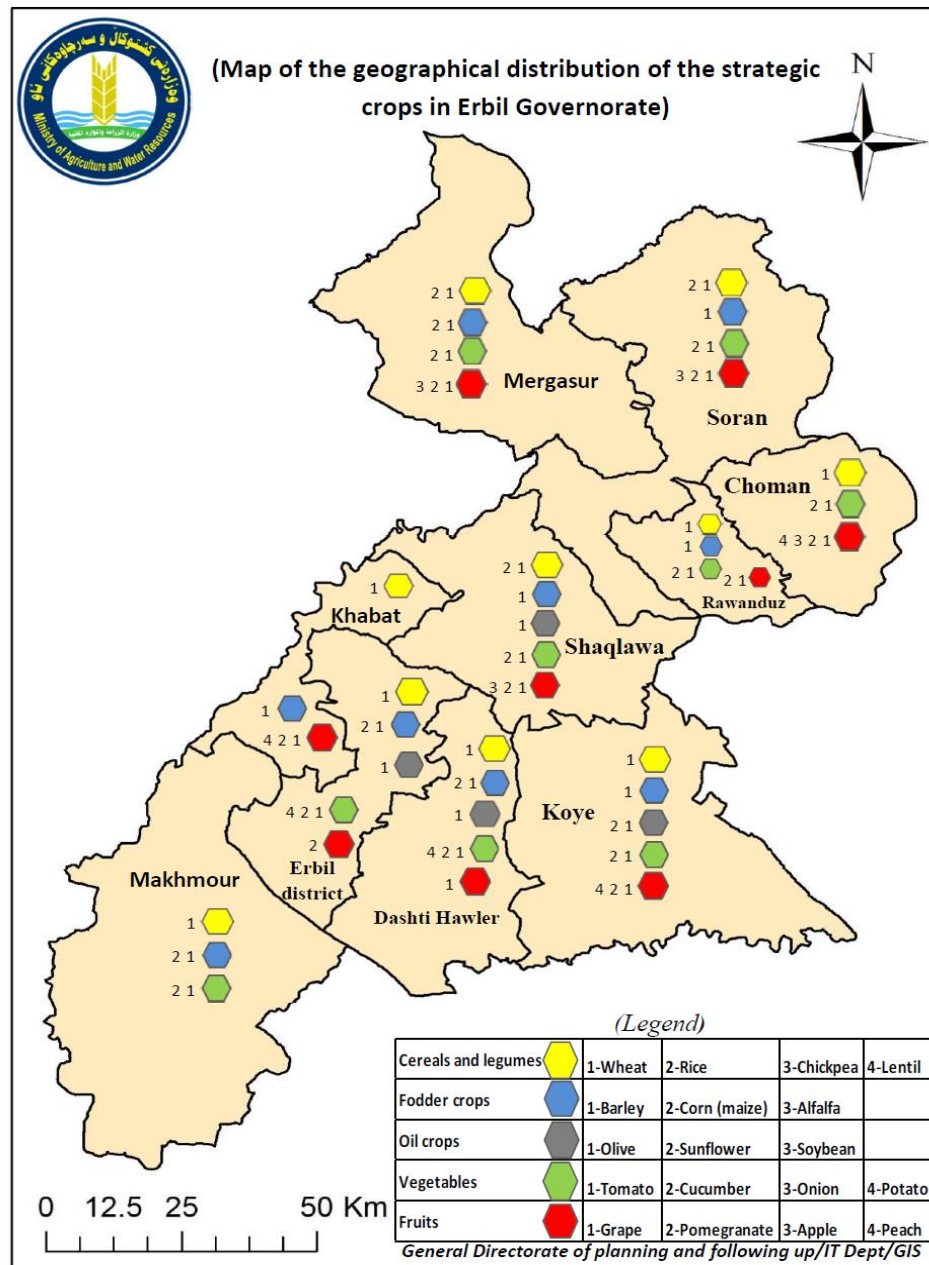 وەزارەتی کشتوکاڵ و سەرچاوەکانی ئاو
وزارة الزراعة والموارد المائية
Ministry of Agriculture and Water Resources
(Map of the geographical distribution of the strategic
crops in Erbil Governorate)
N
2 1
2 1
2 1
3 2 1
Mergasur
2 1
1
2 1
3 2 1
Soran
Choman
1
2 1
4 3 2 1
1
1
2 1
2 1
Rawanduz
1
Khabat
2 1
1
1
Shaqlawa
2 1
3 2 1
1
4 2 1
1
2 1
1
4 2 1
2
Erbil
district
1
2 1
1
4 2 1
1
Dashti Hawler
1
1
Koye
2 1
2 1
4 2 1
Makhmour
1
2 1
2 1
(Legend)
Cereals and legumes 1-Wheat 2-Rice 3-Chickpea 4-Lentil
Fodder crops 1-Barley 2-Corn (maize) 3-Alfalfa
Oil crops 1-Olive 2-Sunflower 3-Soybean
Vegetables 1-Tomato 2-Cucumber 3-Onion 4-Potato
Fruits 1-Grape 2-Pomegranate 3-Apple 4-Peach
0 12.5 25 50 Km
General Directorate of planning and following up/IT Dept/GIS